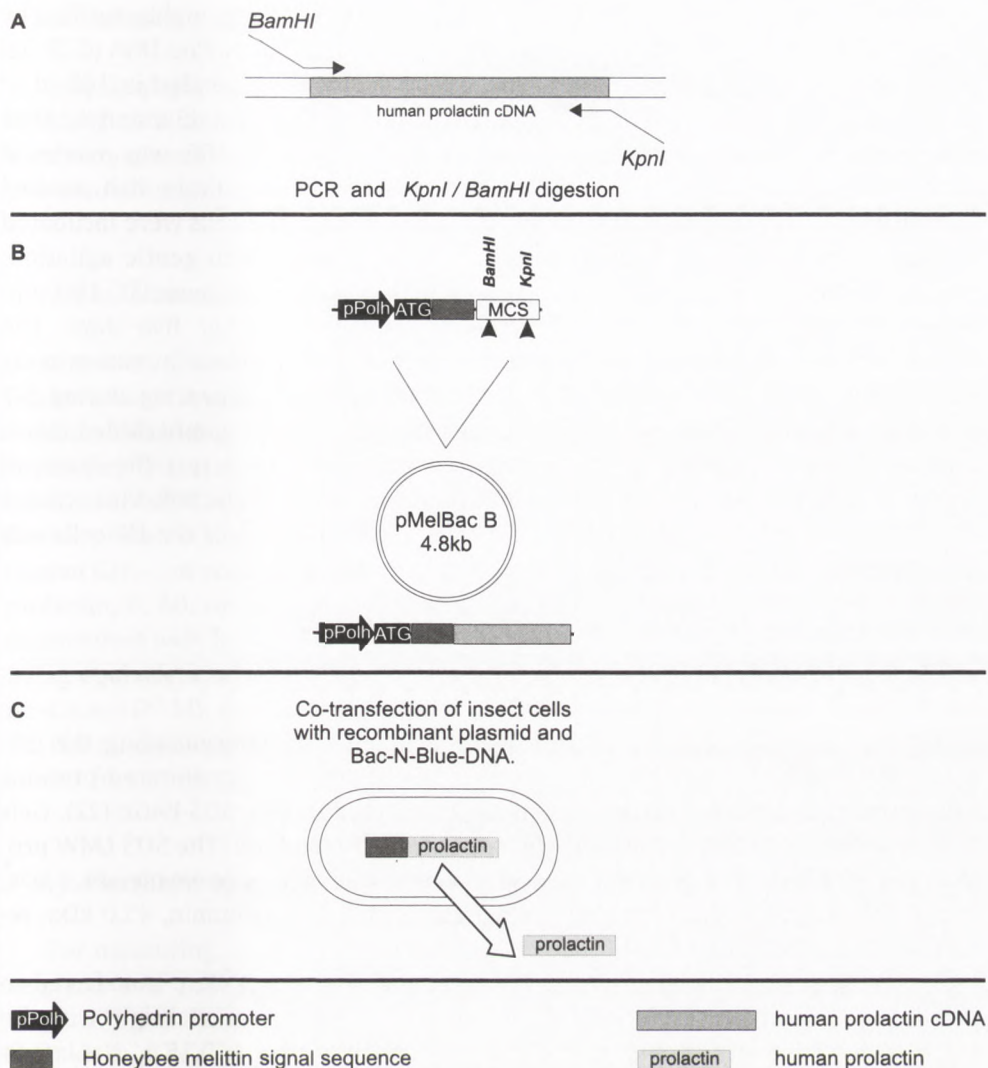 A
BamHI
human prolactin cDNA
KpnI
PCR and KpnI / BamHI digestion
B
BamHI
KpnI
pPolh ATG MCS
pMelBac B
4.8kb
pPolh ATG
C
Co-transfection of insect cells
with recombinant plasmid and
Bac-N-Blue-DNA.
prolactin
prolactin
pPolh Polyhedrin promoter
human prolactin cDNA
Honeybee melittin signal sequence
prolactin human prolactin